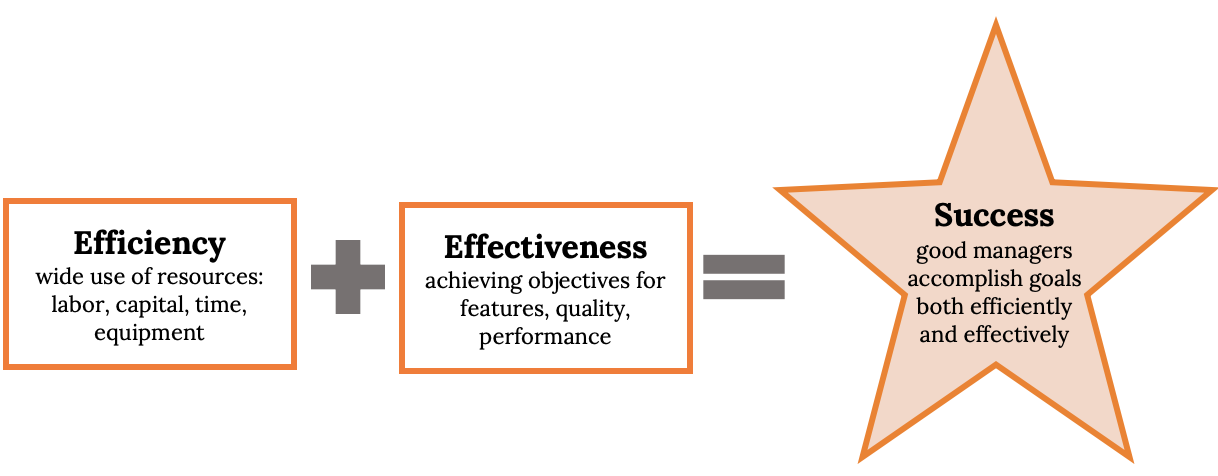 Efficiency
wide use of resources:
labor, capital, time,
equipment
Effectiveness
achieving objectives for
features, quality,
performance
Success
good managers
accomplish goals
both efficiently
and effectively